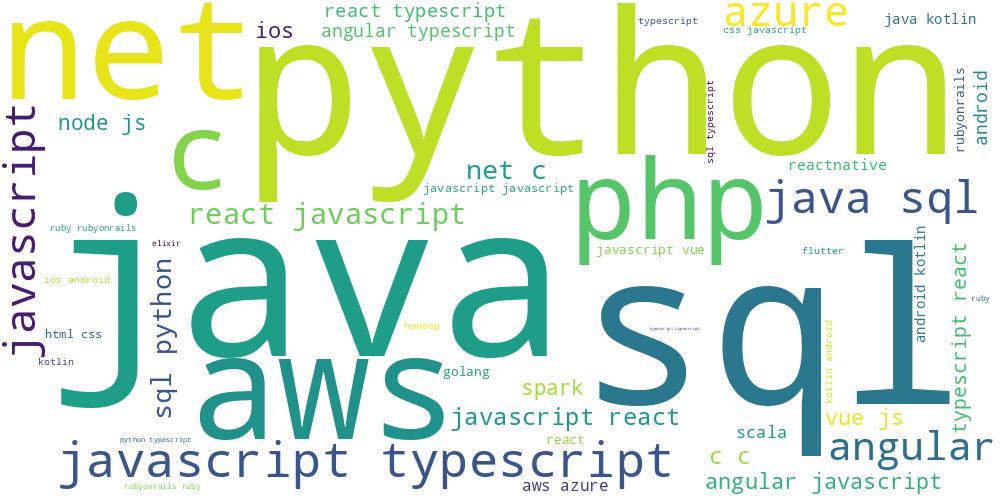 net
ios
react typescript
angular typescript
python
typescript
azure
css javascript
java kotlin
javascript
node js
c
net c
javascript javascript
sql typescript
php
reactnative
rubyonrails
android
react javascript
java sql
java
ruby rubyonrails
elixir
ios android
html css
kotlin
sql python
hadoop
javascript vue
flutter
sql
typescript typescript
android kotlin
typescript react
ruby
kotlin android
aws
golang
spark
javascript react
vue js
scala
angular
react
c c
javascript typescript
python typescript
rubyonrails ruby
aws azure
angular javascript